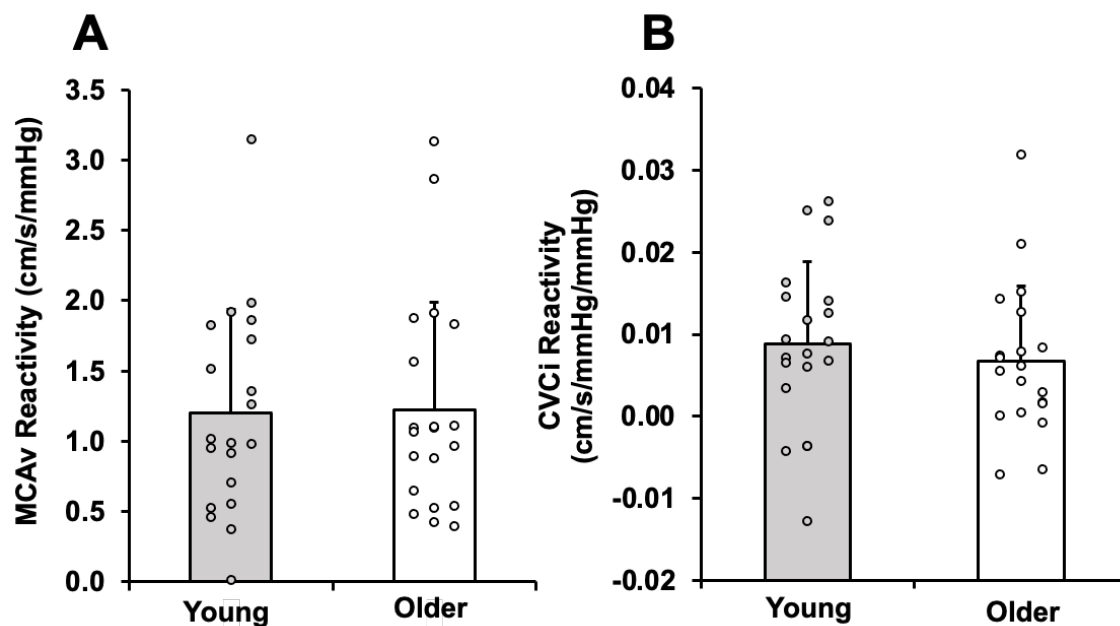 A
MCAv Reactivity (cm/s/mmHg)
3.5
3.0
2.5
2.0
1.5
1.0
0.5
0.0
Young
Older
B
CVCi Reactivity
(cm/s/mmHg/mmHg)
0.04
0.03
0.02
0.01
0.00
-0.01
-0.02
Young
Older